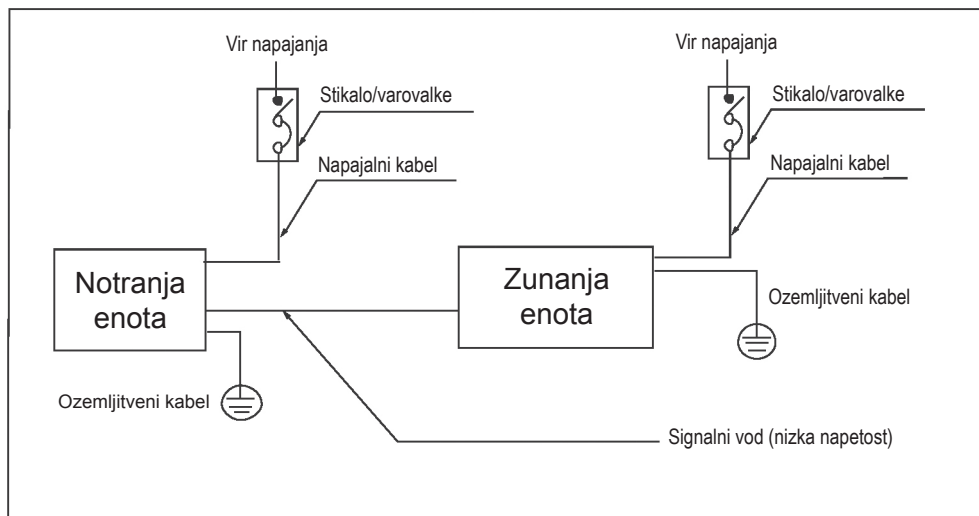 Vir napajanja
Stikalo/varovalke
Napajalni kabel
Notranja
enota
Ozemljitveni kabel
Vir napajanja
Stikalo/varovalke
Napajalni kabel
Zunanja
enota
Ozemljitveni kabel
Signalni vod (nizka napetost)